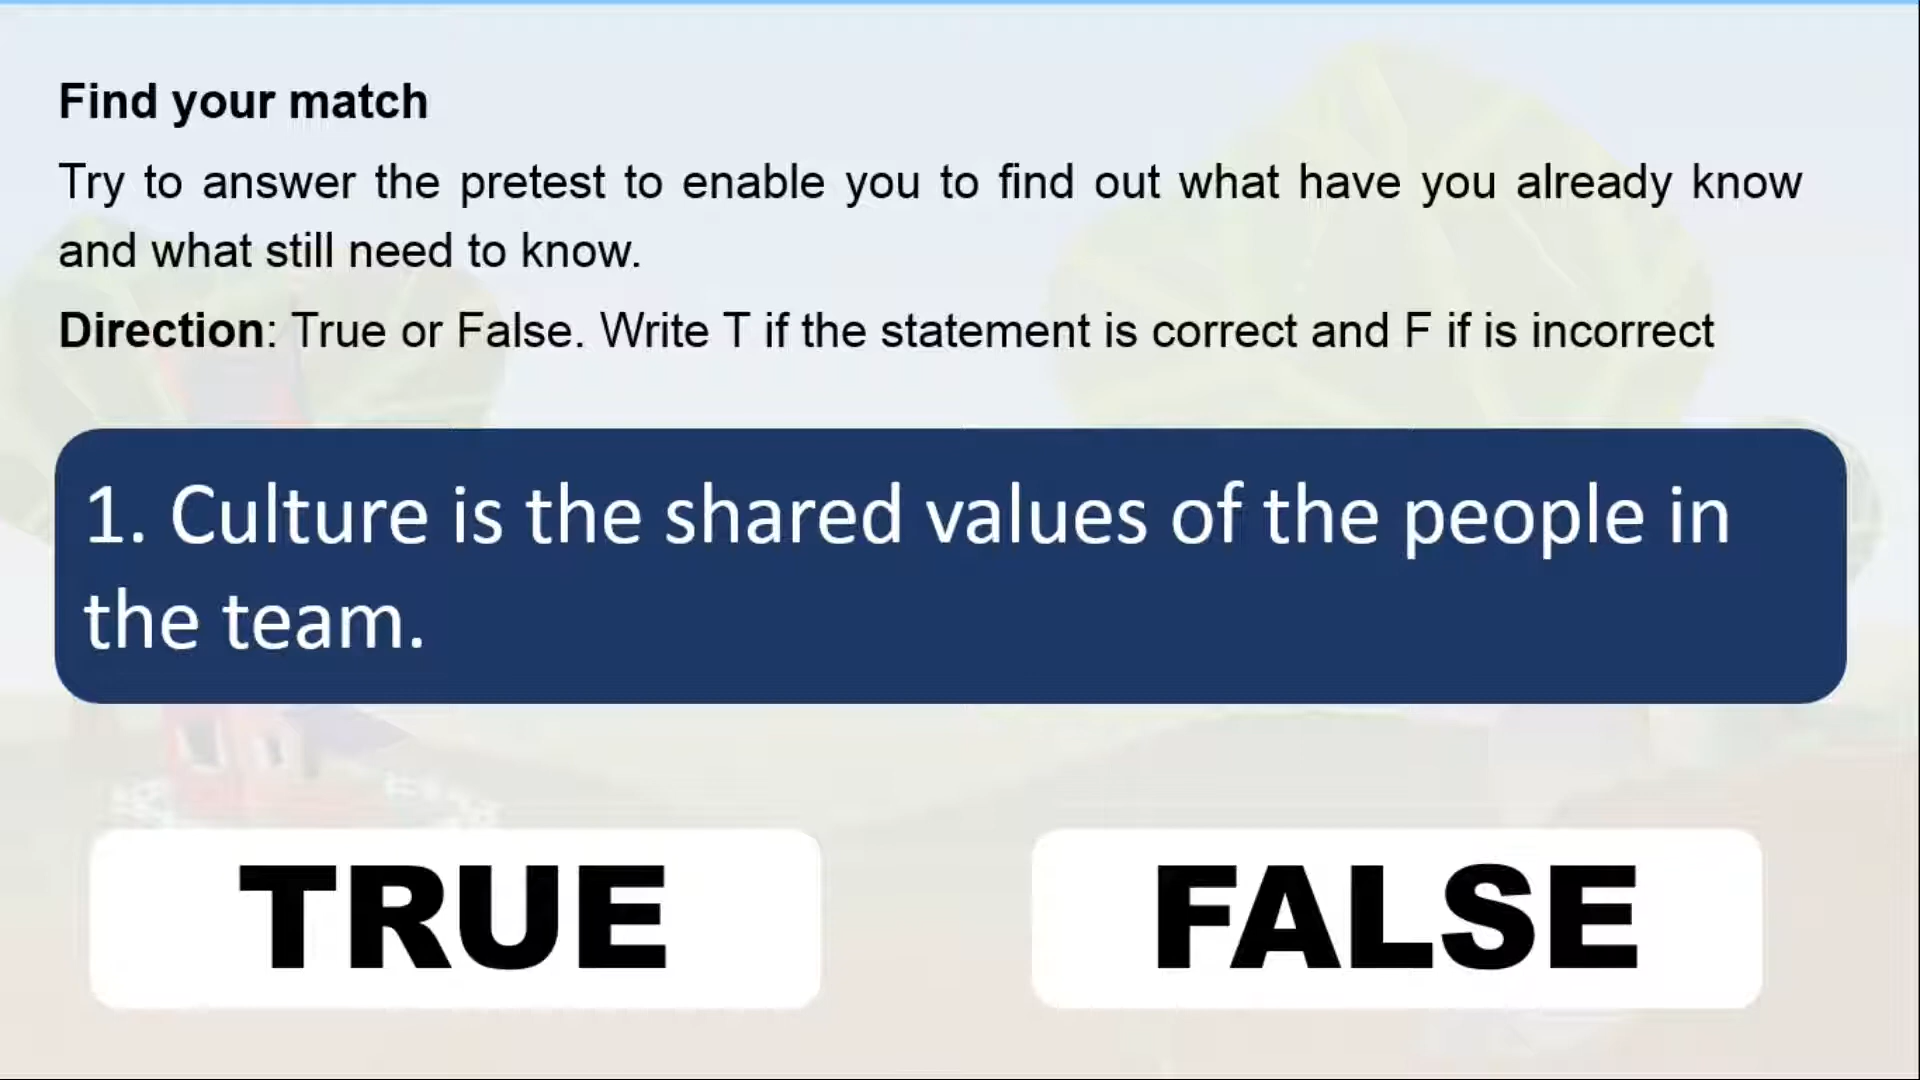 Find your match
Try to answer the pretest to enable you to find out what have you already know
and what still need to know.
Direction: True or False. Write T if the statement is correct and F if is incorrect
1. Culture is the shared values of the people in
the team.
TRUE
FALSE